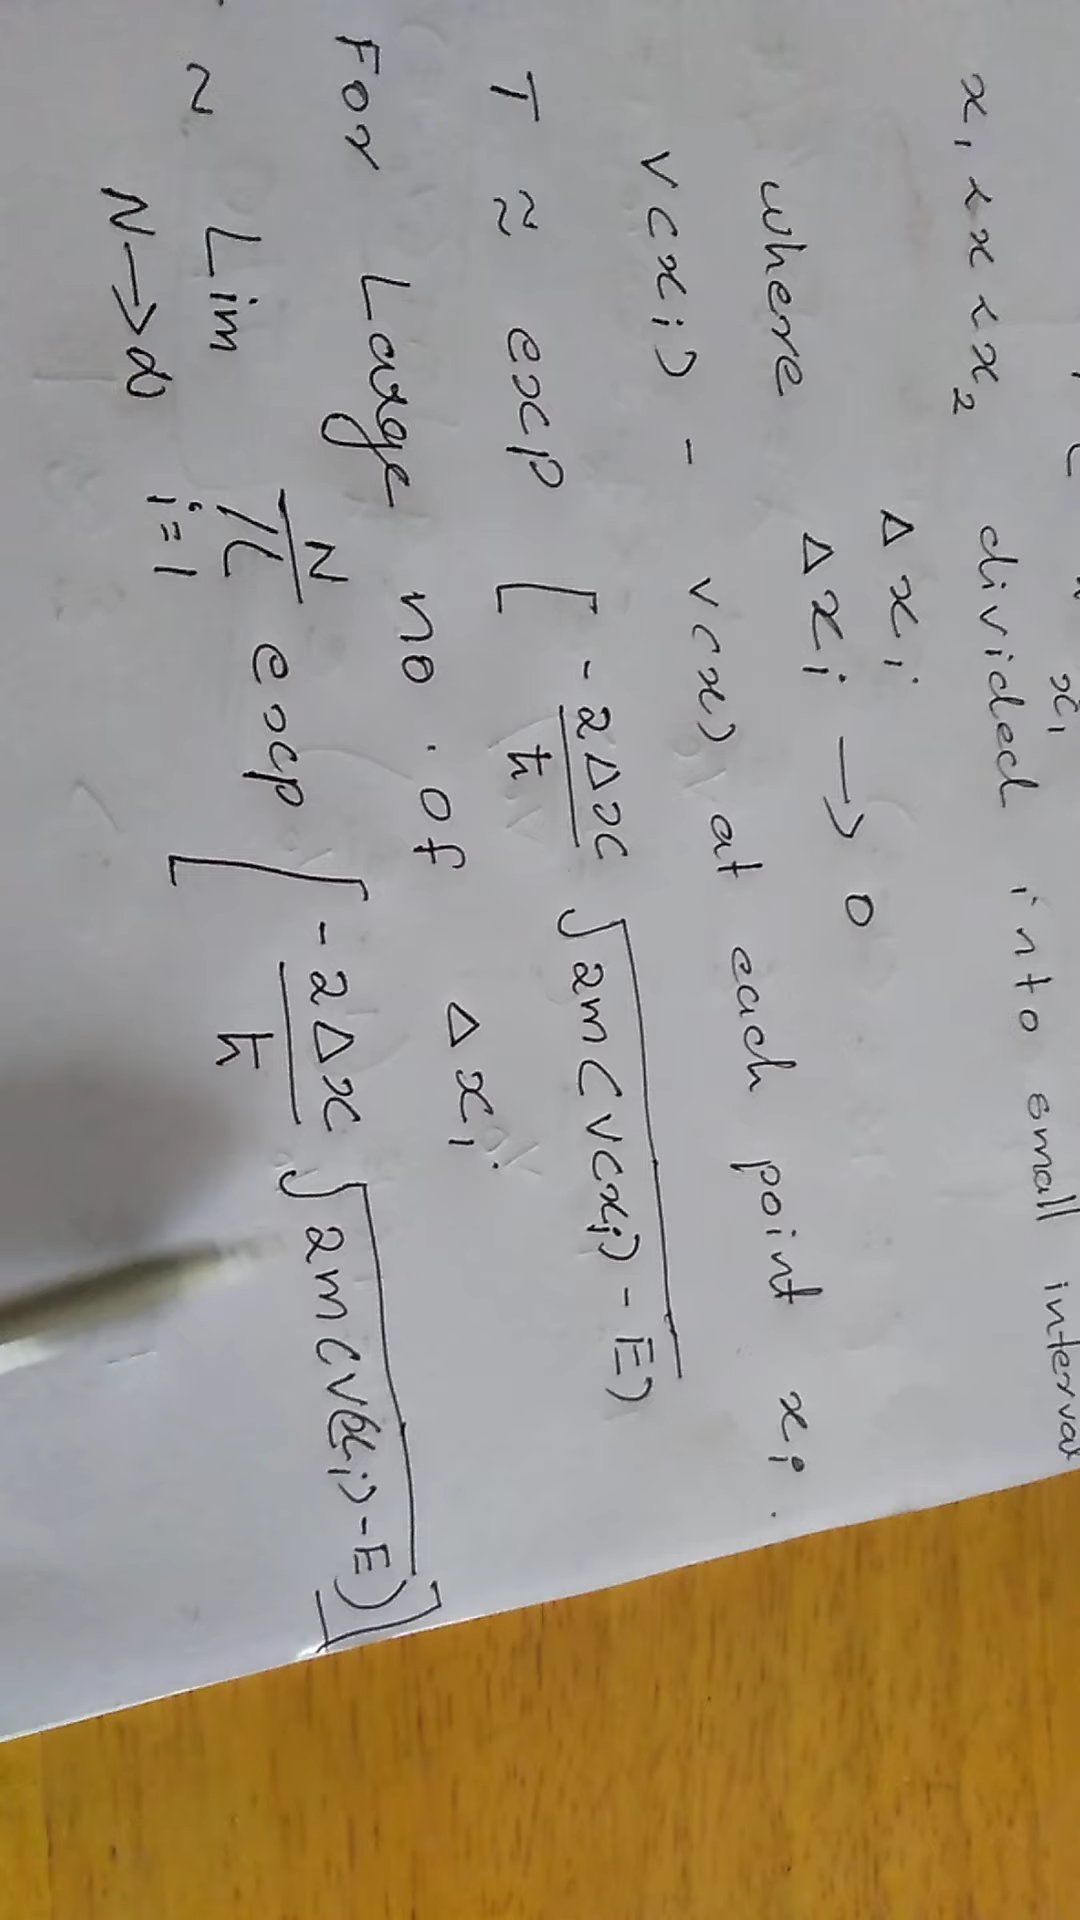 x₁ < x < x₂ divided into small interval
Δxᵢ
where Δxᵢ → 0
V(xᵢ) - V(x) at each point xᵢ.
T ≈ exp [ -2Δx/ħ √2m(V(xᵢ) - E)
For Large no. of Δxᵢ
~ Lim N→∞ N π i=1 exp [ -2Δx/ħ √2m(V(xᵢ) - E) ]